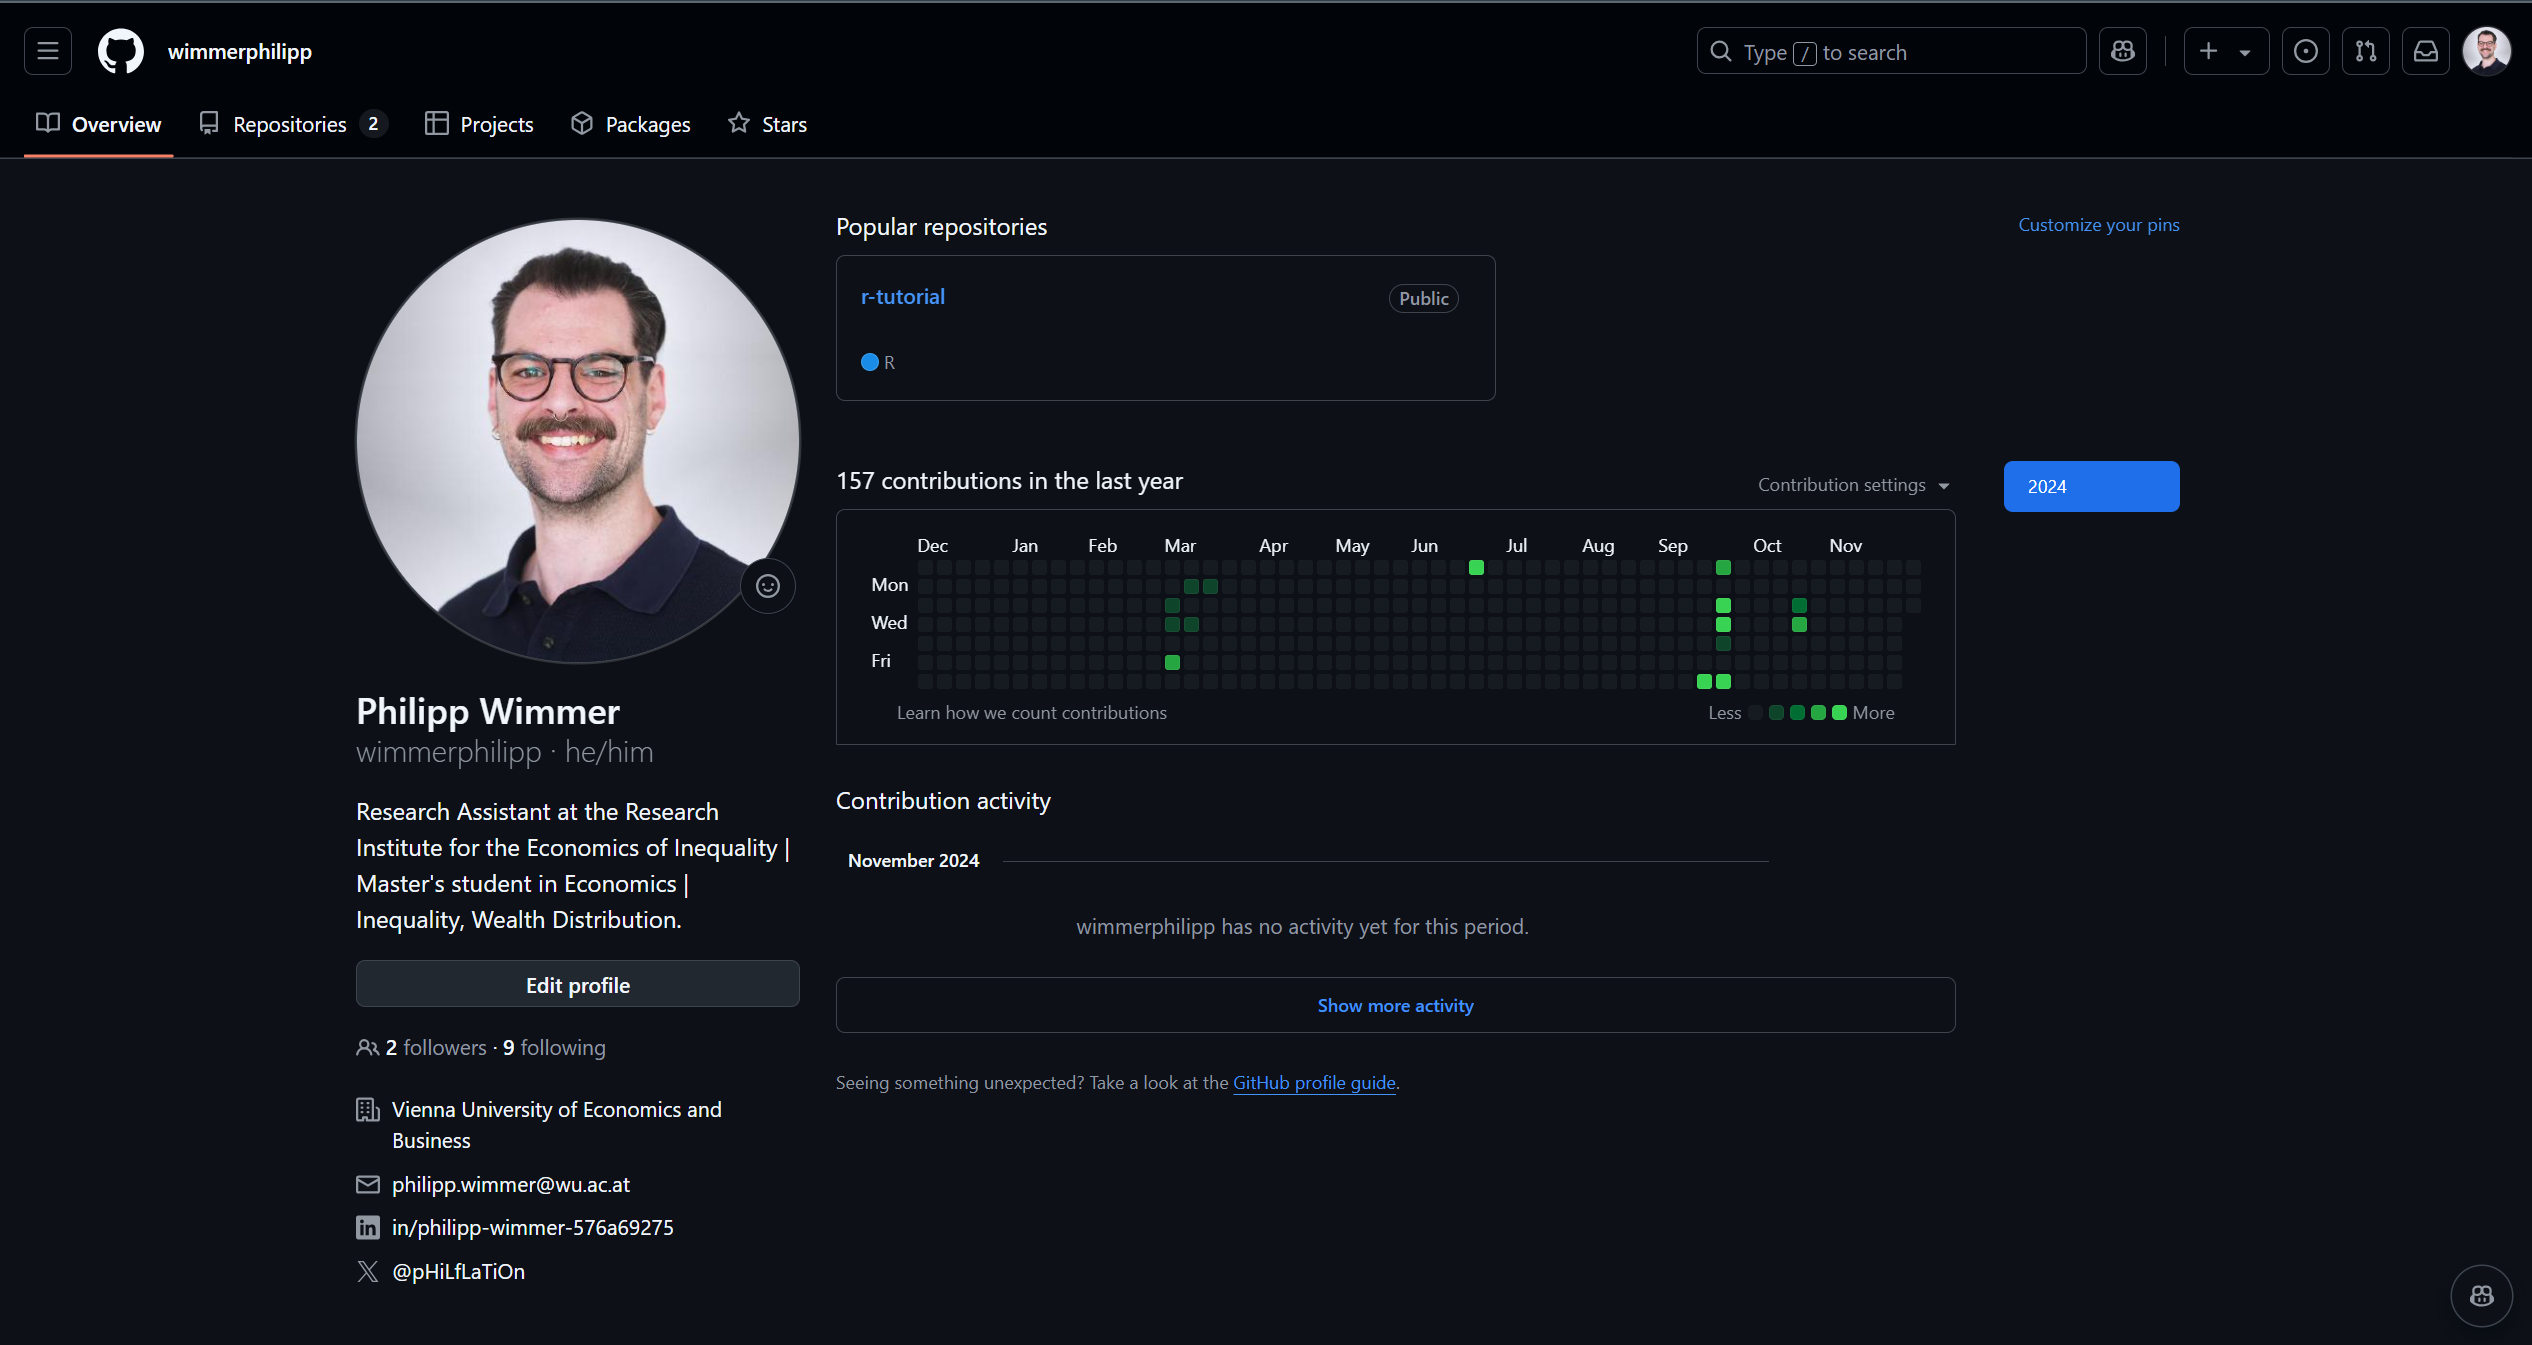 wimmerphilipp
Type / to search
Overview
Repositories 2
Projects
Packages
Stars
Popular repositories
Customize your pins
r-tutorial
Public
R
157 contributions in the last year
Contribution settings
2024
Dec Jan Feb Mar Apr May Jun Jul Aug Sep Oct Nov
Mon
Wed
Fri
Learn how we count contributions
Less More
Philipp Wimmer
wimmerphilipp · he/him
Research Assistant at the Research
Institute for the Economics of Inequality |
Master's student in Economics |
Inequality, Wealth Distribution.
Edit profile
2 followers · 9 following
Vienna University of Economics and
Business
philipp.wimmer@wu.ac.at
in/philipp-wimmer-576a69275
@pHiLfLaTiOn
Contribution activity
November 2024
wimmerphilipp has no activity yet for this period.
Show more activity
Seeing something unexpected? Take a look at the GitHub profile guide.